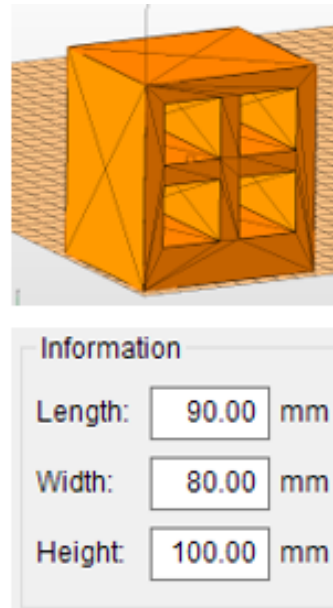 Information
Length: 90.00 mm
Width: 80.00 mm
Height: 100.00 mm